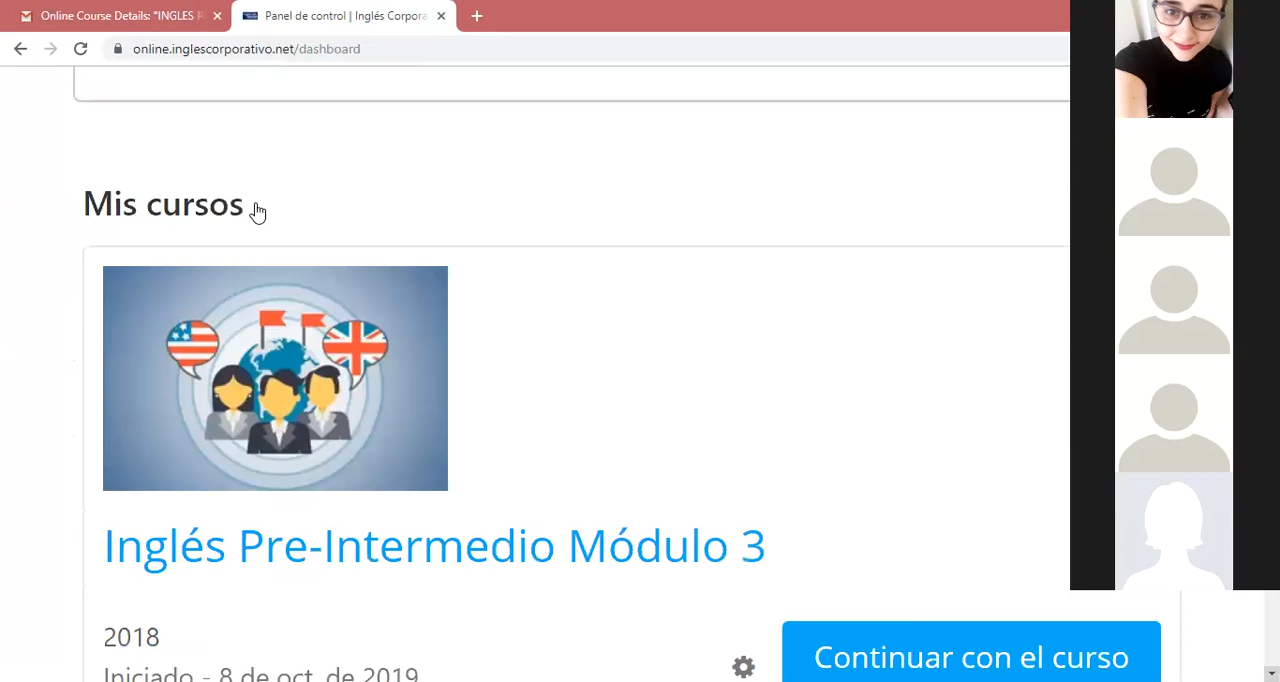 Online Course Details: "INGLES P
Panel de control | Inglés Corpora
online.inglescorporativo.net/dashboard
Mis cursos
Inglés Pre-Intermedio Módulo 3
2018
Iniciado - 8 de oct. de 2019
Continuar con el curso